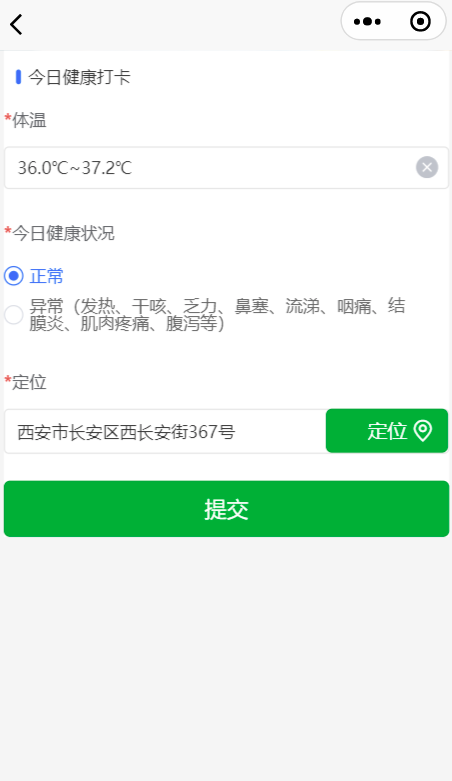 今日健康打卡
*体温
36.0℃~37.2℃
*今日健康状况
正常
异常（发热、干咳、乏力、鼻塞、流涕、咽痛、结
膜炎、肌肉疼痛、腹泻等）
*定位
西安市长安区西长安街367号
定位
提交